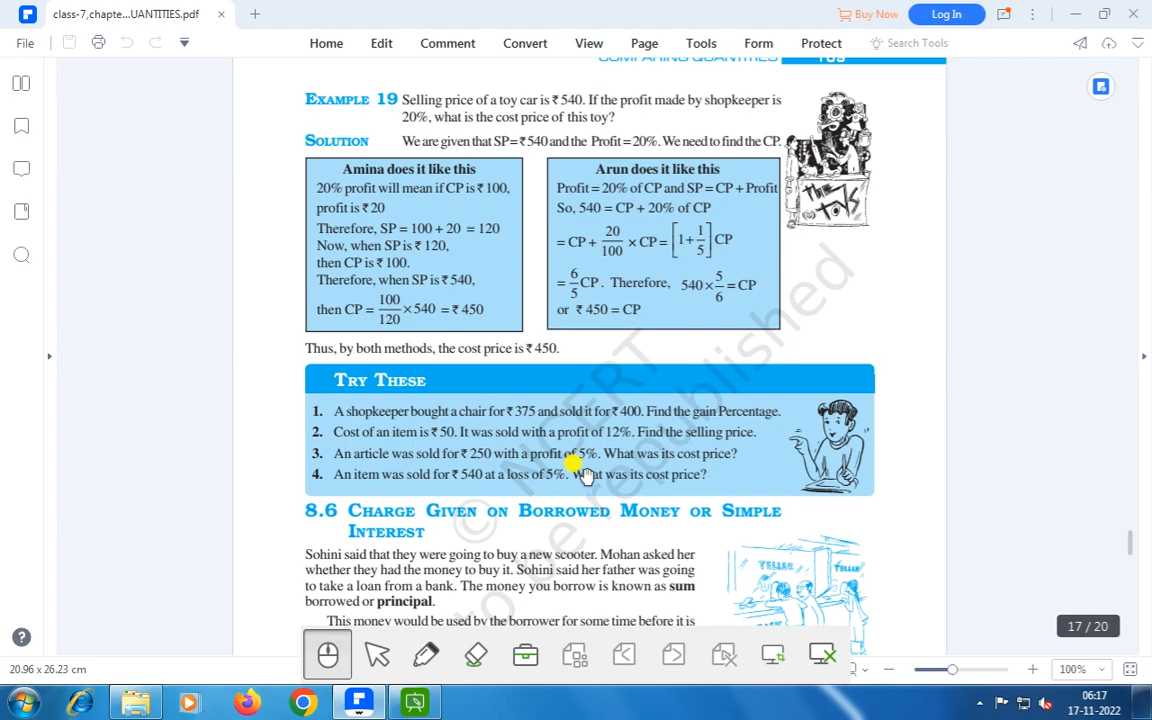 class-7,chapte...UANTITIES.pdf
Buy Now
Log In
File
Home Edit Comment Convert View Page Tools Form Protect Search Tools
COMPARING QUANTITIES
EXAMPLE 19 Selling price of a toy car is ₹ 540. If the profit made by shopkeeper is
20%, what is the cost price of this toy?
SOLUTION We are given that SP = ₹ 540 and the Profit = 20%. We need to find the CP.
Amina does it like this
20% profit will mean if CP is ₹ 100,
profit is ₹ 20
Therefore, SP = 100 + 20 = 120
Now, when SP is ₹ 120,
then CP is ₹ 100.
Therefore, when SP is ₹ 540,
then CP = 100/120 × 540 = ₹ 450
Arun does it like this
Profit = 20% of CP and SP = CP + Profit
So, 540 = CP + 20% of CP
= CP + 20/100 × CP = [1 + 1/5] CP
= 6/5 CP. Therefore, 540 × 5/6 = CP
or ₹ 450 = CP
Thus, by both methods, the cost price is ₹ 450.
TRY THESE
1. A shopkeeper bought a chair for ₹ 375 and sold it for ₹ 400. Find the gain Percentage.
2. Cost of an item is ₹ 50. It was sold with a profit of 12%. Find the selling price.
3. An article was sold for ₹ 250 with a profit of 5%. What was its cost price?
4. An item was sold for ₹ 540 at a loss of 5%. What was its cost price?
8.6 CHARGE GIVEN ON BORROWED MONEY OR SIMPLE
INTEREST
Sohini said that they were going to buy a new scooter. Mohan asked her
whether they had the money to buy it. Sohini said her father was going
to take a loan from a bank. The money you borrow is known as sum
borrowed or principal.
This money would be used by the borrower for some time before it is
TELLAR
© NCERT
to be republished
17 / 20
20.96 x 26.23 cm
100%
06:17
17-11-2022